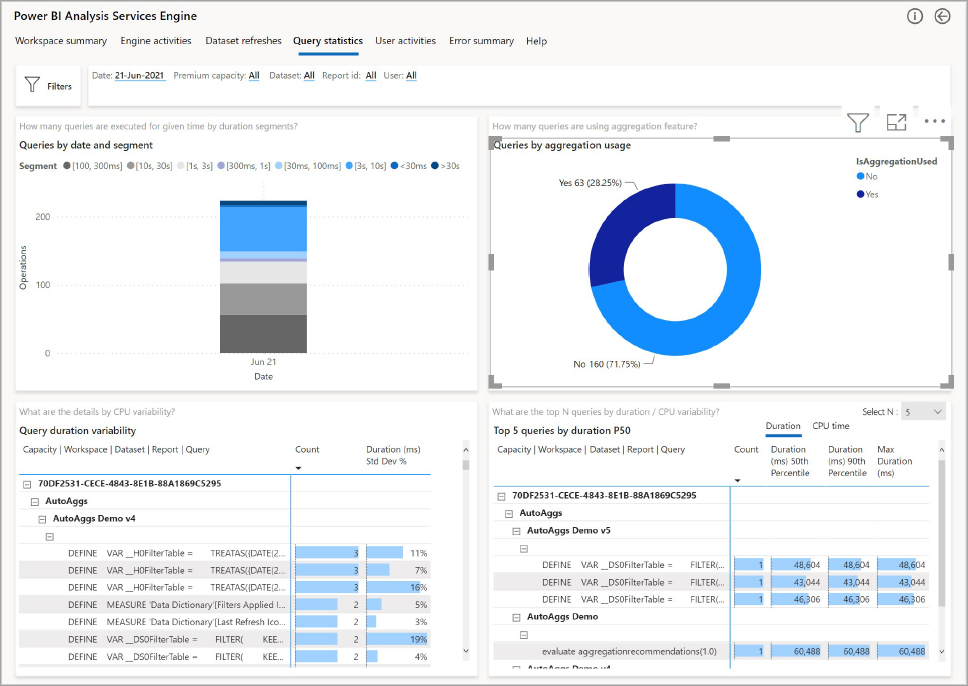 Power BI Analysis Services Engine
Workspace summary Engine activities Dataset refreshes Query statistics User activities Error summary Help
Filters
Date: 21-Jun-2021 Premium capacity: All Dataset: All Report id: All User: All
How many queries are executed for given time by duration segments?
Queries by date and segment
Segment [100, 300ms] [10s, 30s] [1s, 3s] [300ms, 1s] [30ms, 100ms] [3s, 10s] <30ms >30s
Operations
200
100
0
Jun 21
Date
How many queries are using aggregation feature?
Queries by aggregation usage
IsAggregationUsed
No
Yes
Yes 63 (28.25%)
No 160 (71.75%)
What are the details by CPU variability?
Query duration variability
Capacity | Workspace | Dataset | Report | Query Count Duration (ms) Std Dev %
70DF2531-CECE-4843-8E1B-88A1869C5295
AutoAggs
AutoAggs Demo v4
DEFINE VAR __H0FilterTable = TREATAS({DATE(2... 3 11%
DEFINE VAR __H0FilterTable = TREATAS({DATE(2... 3 7%
DEFINE VAR __H0FilterTable = TREATAS({DATE(2... 3 16%
DEFINE MEASURE 'Data Dictionary'[Filters Applied I... 2 5%
DEFINE MEASURE 'Data Dictionary'[Last Refresh Ico... 2 3%
DEFINE VAR __DS0FilterTable = FILTER( KEE... 2 19%
DEFINE VAR __DS0FilterTable = FILTER( KEE... 2 4%
What are the top N queries by duration / CPU variability?
Select N : 5
Top 5 queries by duration P50
Duration CPU time
Capacity | Workspace | Dataset | Report | Query Count Duration (ms) 50th Percentile Duration (ms) 90th Percentile Max Duration (ms)
70DF2531-CECE-4843-8E1B-88A1869C5295
AutoAggs
AutoAggs Demo v5
DEFINE VAR __DS0FilterTable = FILTER(... 1 48,604 48,604 48,604
DEFINE VAR __DS0FilterTable = FILTER(... 1 43,044 43,044 43,044
DEFINE VAR __DS0FilterTable = FILTER(... 1 46,306 46,306 46,306
AutoAggs Demo
evaluate aggregationrecommendations(1.0) 1 60,488 60,488 60,488
AutoAggs Demo v4